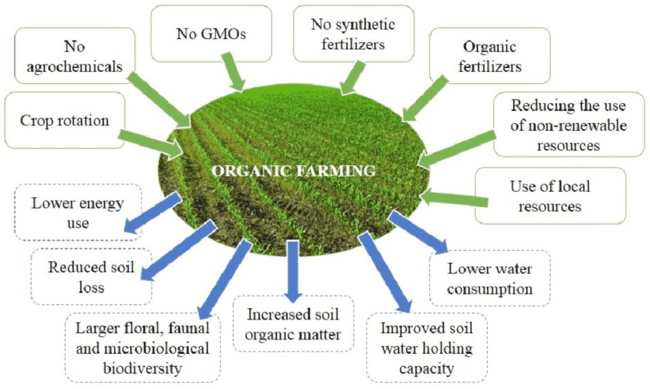 No GMOs
No synthetic
fertilizers
No
agrochemicals
Organic
fertilizers
Crop rotation
Reducing the use
of non-renewable
resources
ORGANIC FARMING
Lower energy
use
Use of local
resources
Reduced soil
loss
Lower water
consumption
Larger floral, faunal
and microbiological
biodiversity
Increased soil
organic matter
Improved soil
water holding
capacity